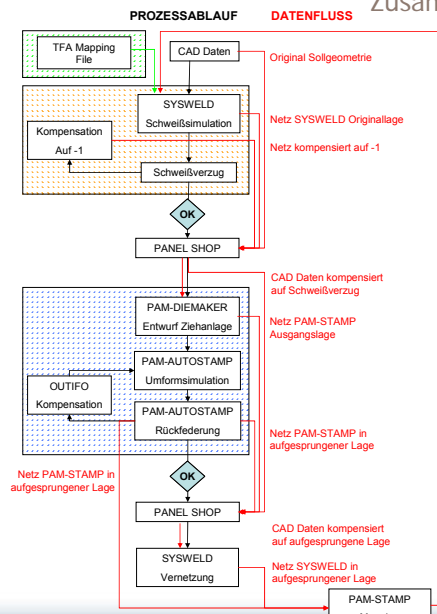 Zusam
PROZESSABLAUF DATENFLUSS
TFA Mapping
File
CAD Daten
Original Sollgeometrie
SYSWELD
Schweißsimulation
Netz SYSWELD Originallage
Kompensation
Auf -1
Netz kompensiert auf -1
Schweißverzug
OK
PANEL SHOP
CAD Daten kompensiert
auf Schweißverzug
PAM-DIEMAKER
Entwurf Ziehanlage
Netz PAM-STAMP
Ausgangslage
PAM-AUTOSTAMP
Umformsimulation
OUTIFO
Kompensation
PAM-AUTOSTAMP
Rückfederung
Netz PAM-STAMP in
aufgesprungener Lage
Netz PAM-STAMP in
aufgesprungener Lage
OK
PANEL SHOP
CAD Daten kompensiert
auf aufgesprungene Lage
SYSWELD
Vernetzung
Netz SYSWELD in
aufgesprungener Lage
PAM-STAMP